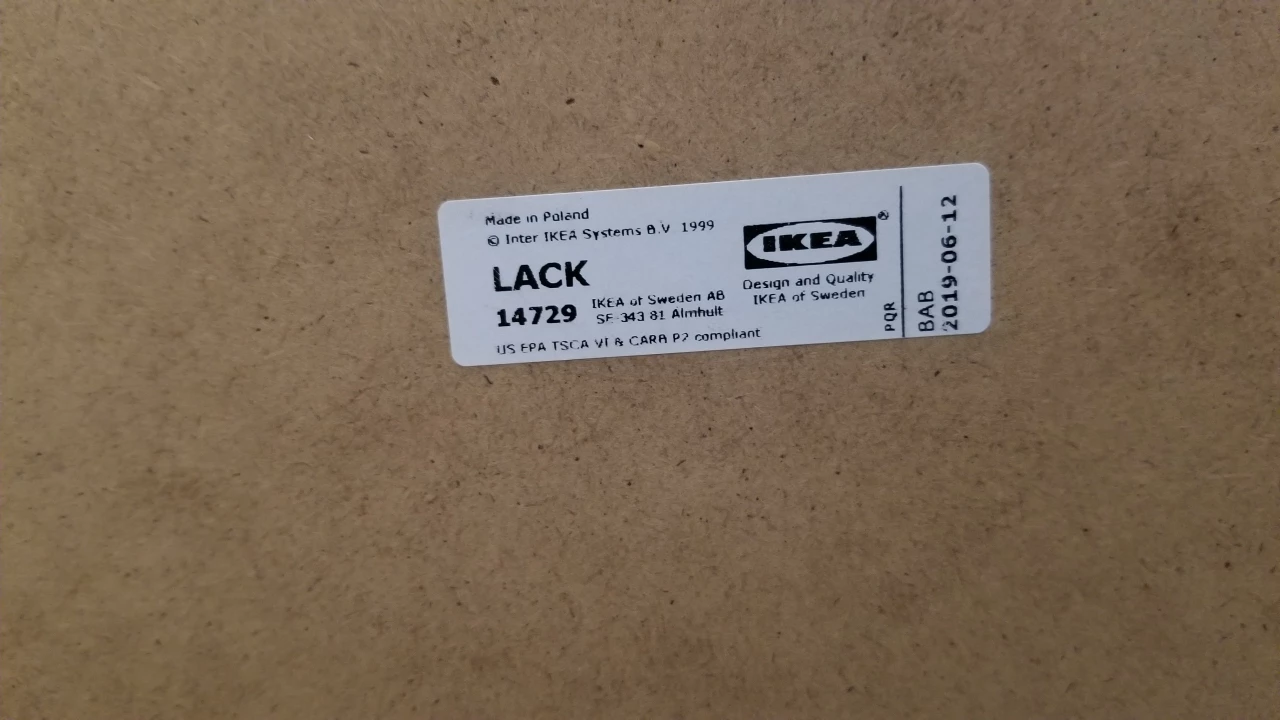 Made in Poland
© Inter IKEA Systems B.V 1999
LACK
14729
IKEA of Sweden AB
SE-343 81 Älmhult
US EPA TSCA VI & CARB P2 compliant
IKEA®
Design and Quality
IKEA of Sweden
PQR
BAB
2019-06-12